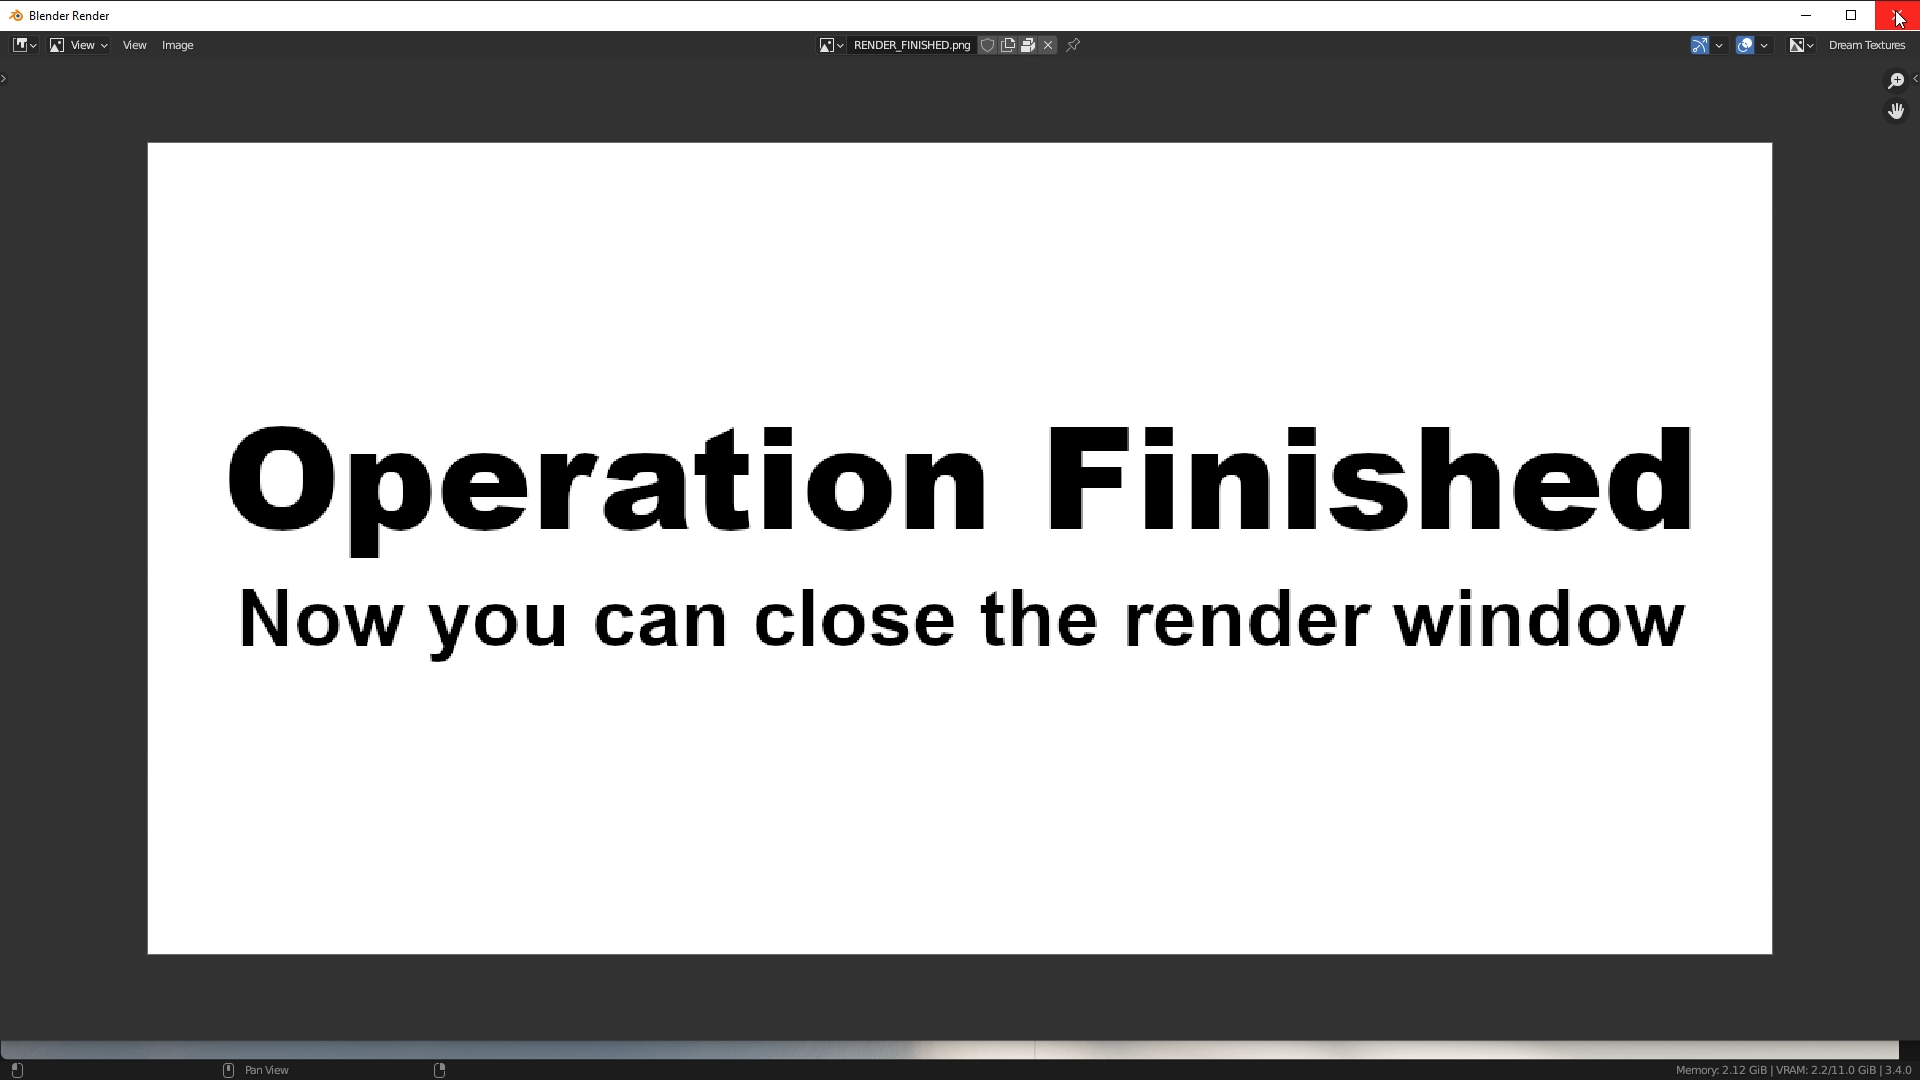 Blender Render
View View Image RENDER_FINISHED.png Dream Textures
Operation Finished
Now you can close the render window
Pan View Memory: 2.12 GiB | VRAM: 2.2/11.0 GiB | 3.4.0